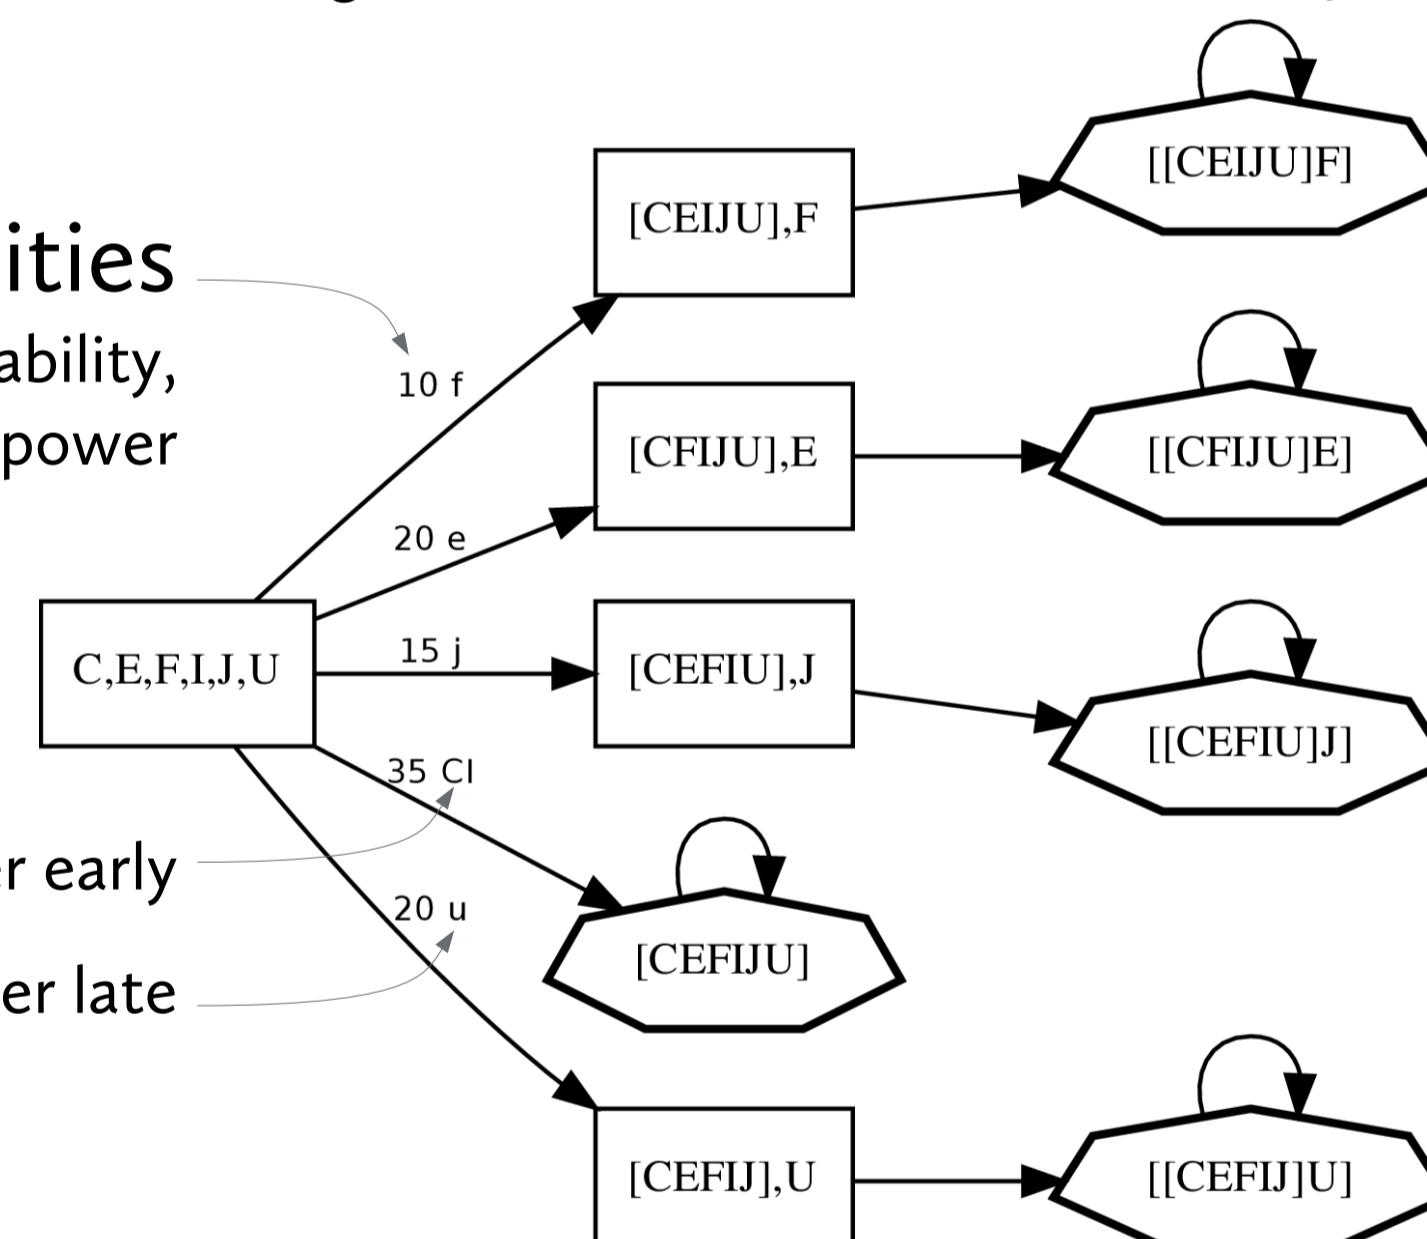 [[CEIJU]F]
[CEIJU],F
ities
ability,
10 f
power
[CFIJU],E
[[CFIJU]E]
20 e
15 j
C,E,F,I,J,U
[CEFIU],J
[[CEFIU]J]
35 CI
early
20 u
[CEFIJU]
er late
[CEFIJ],U
[[CEFIJ]U]